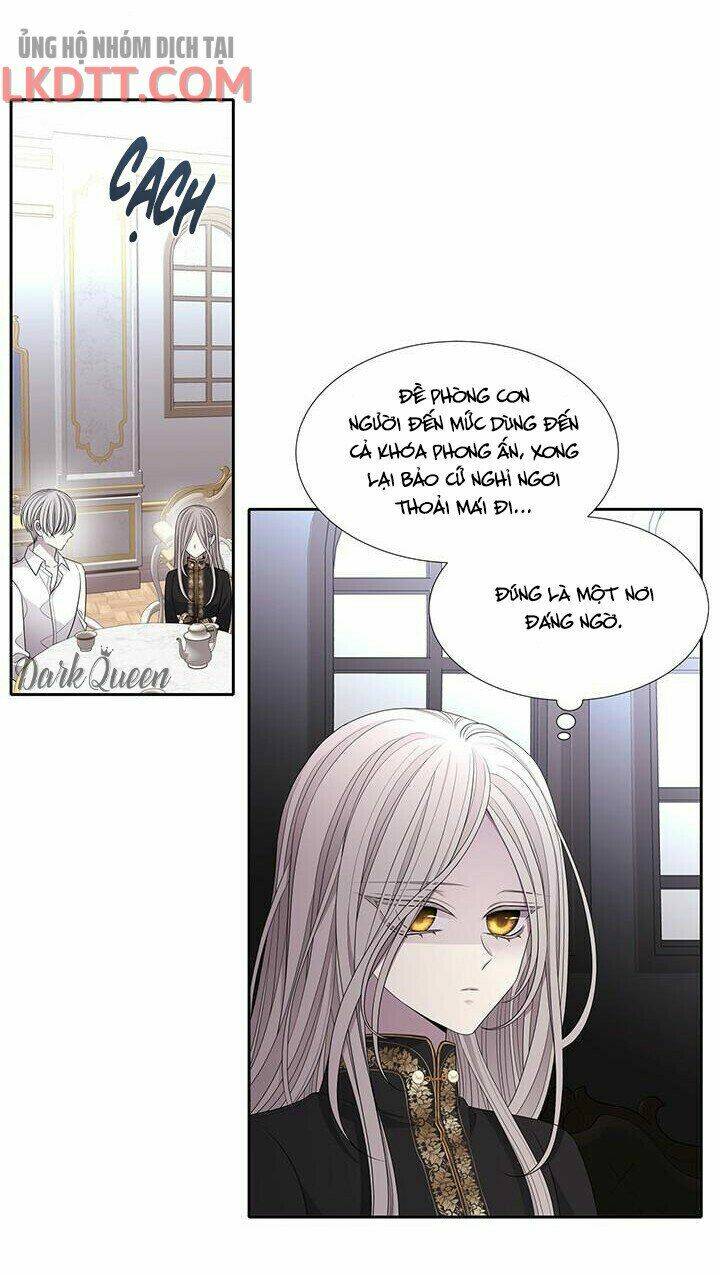 ỦNG HỘ NHÓM DỊCH TẠI
LKDTT.COM
CẠCH
ĐỀ PHÒNG CON
NGƯỜI ĐẾN MỨC DÙNG ĐẾN
CẢ KHÓA PHONG ẤN, XONG
LẠI BẢO CỨ NGHỈ NGƠI
THOẢI MÁI ĐI...
ĐÚNG LÀ MỘT NƠI
ĐÁNG NGỜ.
Dark Queen